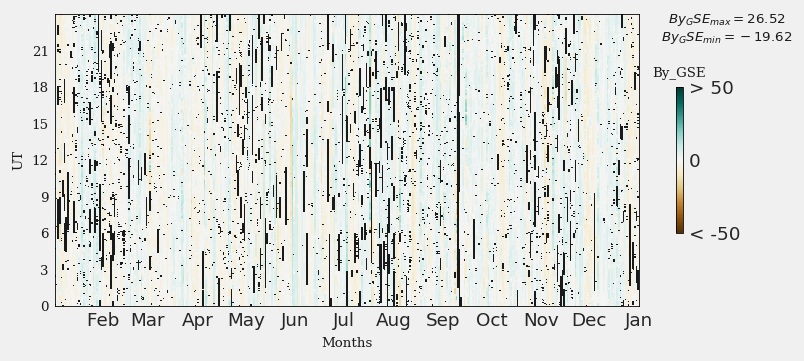 By_GSE_max = 26.52
By_GSE_min = −19.62
By_GSE
> 50
0
< -50
21
18
15
12
9
6
3
0
UT
Feb Mar Apr May Jun Jul Aug Sep Oct Nov Dec Jan
Months